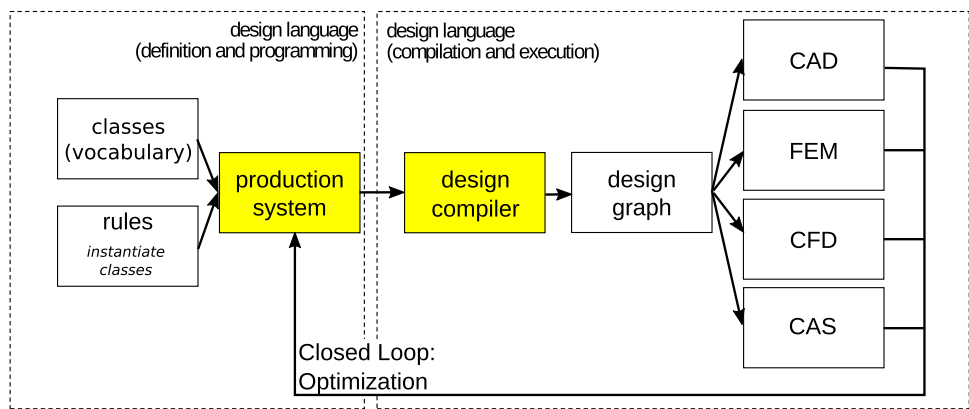 design language
(definition and programming)
design language
(compilation and execution)
classes
(vocabulary)
rules
instantiate
classes
production
system
design
compiler
design
graph
CAD
FEM
CFD
CAS
Closed Loop:
Optimization